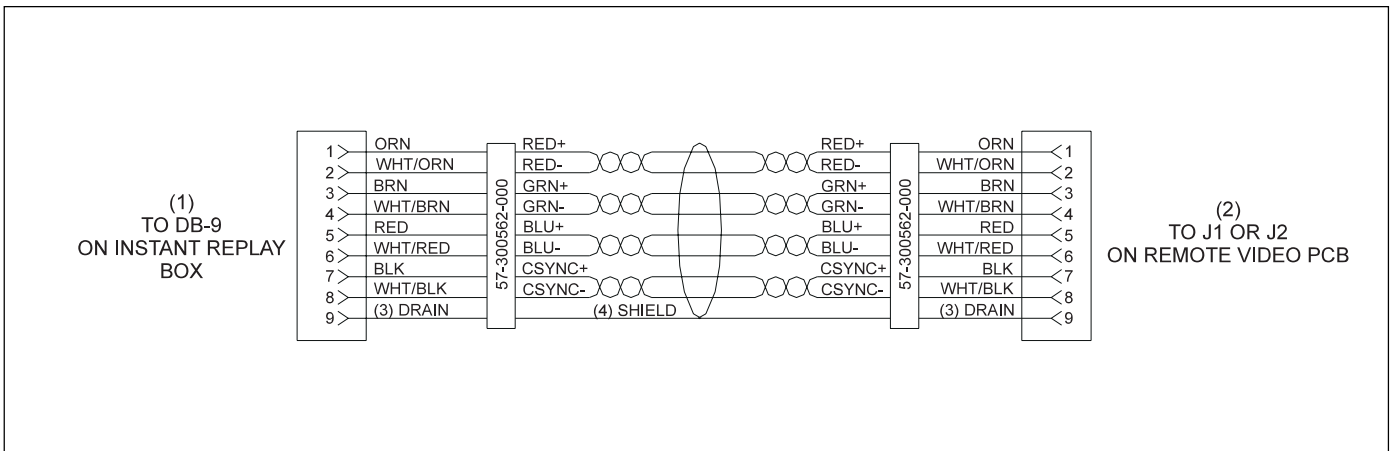 (1)
TO DB-9
ON INSTANT REPLAY
BOX
1 ORN RED+ RED+ ORN 1
2 WHT/ORN RED- RED- WHT/ORN 2
3 BRN GRN+ GRN+ BRN 3
4 WHT/BRN GRN- GRN- WHT/BRN 4
5 RED BLU+ BLU+ RED 5
6 WHT/RED BLU- BLU- WHT/RED 6
7 BLK CSYNC+ CSYNC+ BLK 7
8 WHT/BLK CSYNC- CSYNC- WHT/BLK 8
9 (3) DRAIN (4) SHIELD (3) DRAIN 9
57-300562-000
57-300562-000
(2)
TO J1 OR J2
ON REMOTE VIDEO PCB